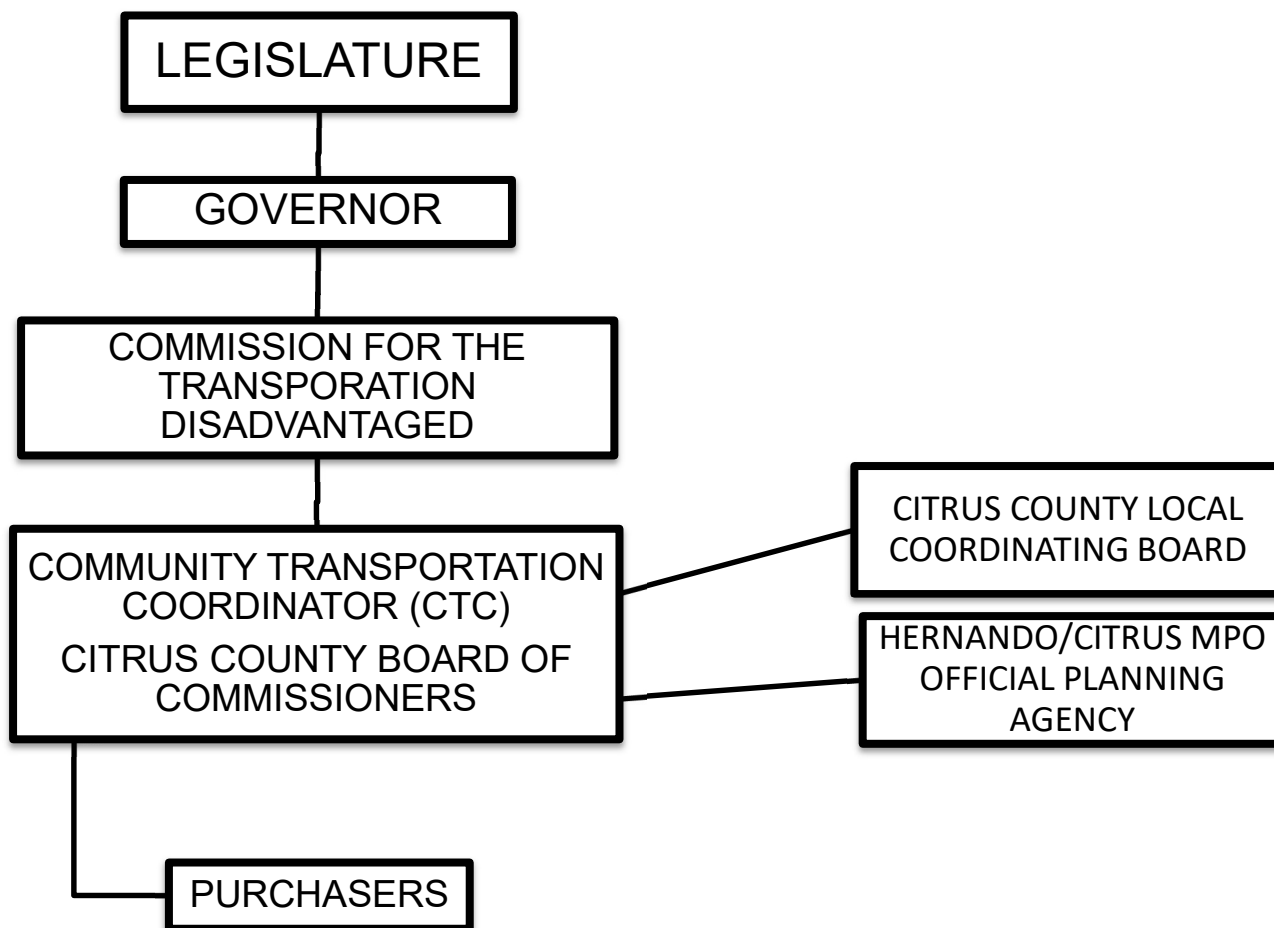 LEGISLATURE
GOVERNOR
COMMISSION FOR THE
TRANSPORATION
DISADVANTAGED
COMMUNITY TRANSPORTATION
COORDINATOR (CTC)
CITRUS COUNTY BOARD OF
COMMISSIONERS
CITRUS COUNTY LOCAL
COORDINATING BOARD
HERNANDO/CITRUS MPO
OFFICIAL PLANNING
AGENCY
PURCHASERS